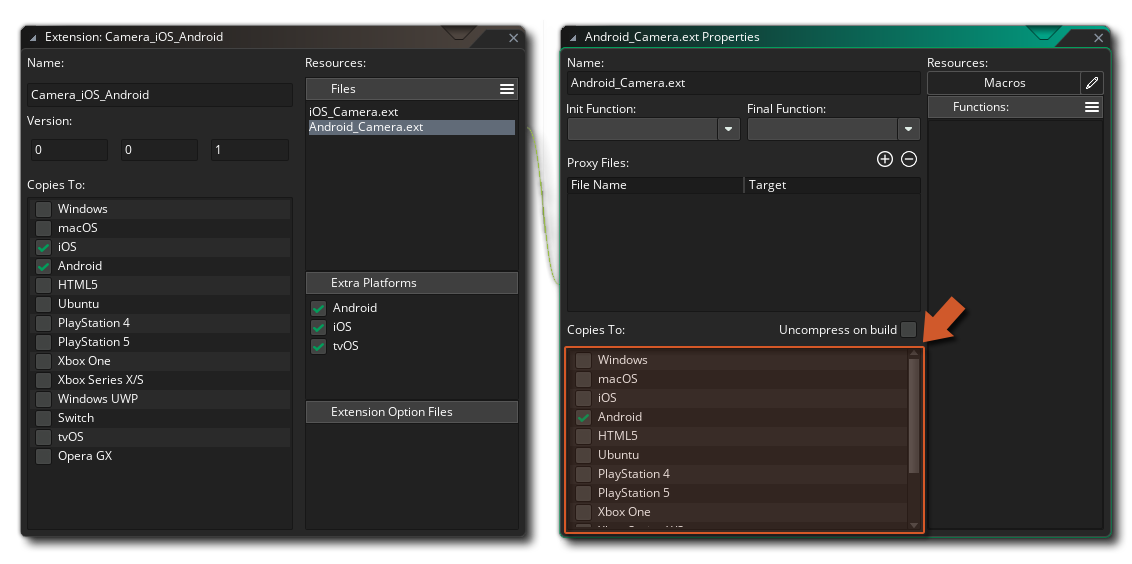 Extension: Camera_iOS_Android
Name:
Camera_iOS_Android
Version:
0 0 1
Copies To:
Windows
macOS
iOS
Android
HTML5
Ubuntu
PlayStation 4
PlayStation 5
Xbox One
Xbox Series X/S
Windows UWP
Switch
tvOS
Opera GX
Resources:
Files
iOS_Camera.ext
Android_Camera.ext
Extra Platforms
Android
iOS
tvOS
Extension Option Files
Android_Camera.ext Properties
Name:
Android_Camera.ext
Init Function: Final Function:
Proxy Files:
File Name Target
Copies To: Uncompress on build
Windows
macOS
iOS
Android
HTML5
Ubuntu
PlayStation 4
PlayStation 5
Xbox One
Resources:
Macros
Functions: